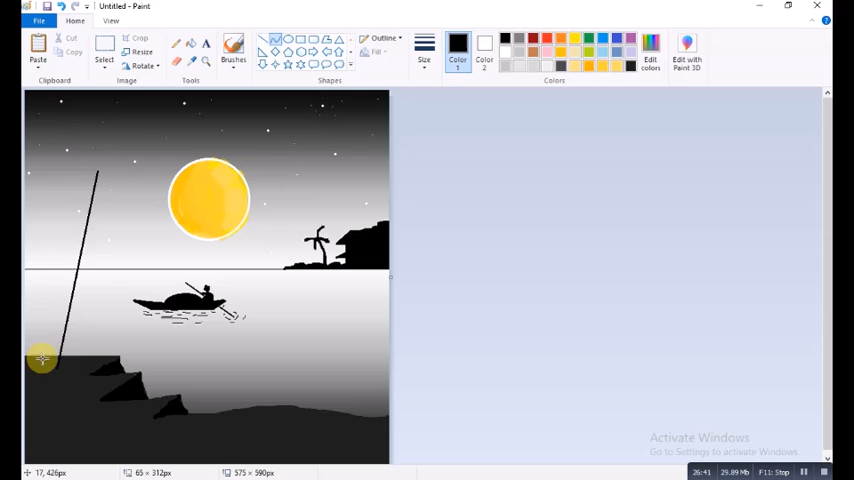 Untitled - Paint
File Home View
Paste
Cut
Copy
Clipboard
Select
Crop
Resize
Rotate
Image
A
Tools
Brushes
Outline
Fill
Shapes
Size
Color 1
Color 2
Edit colors
Edit with Paint 3D
Colors
Activate Windows
Go to Settings to activate Windows.
17, 426px
65 × 312px
575 × 590px
26:41 29.89 Mb F11: Stop